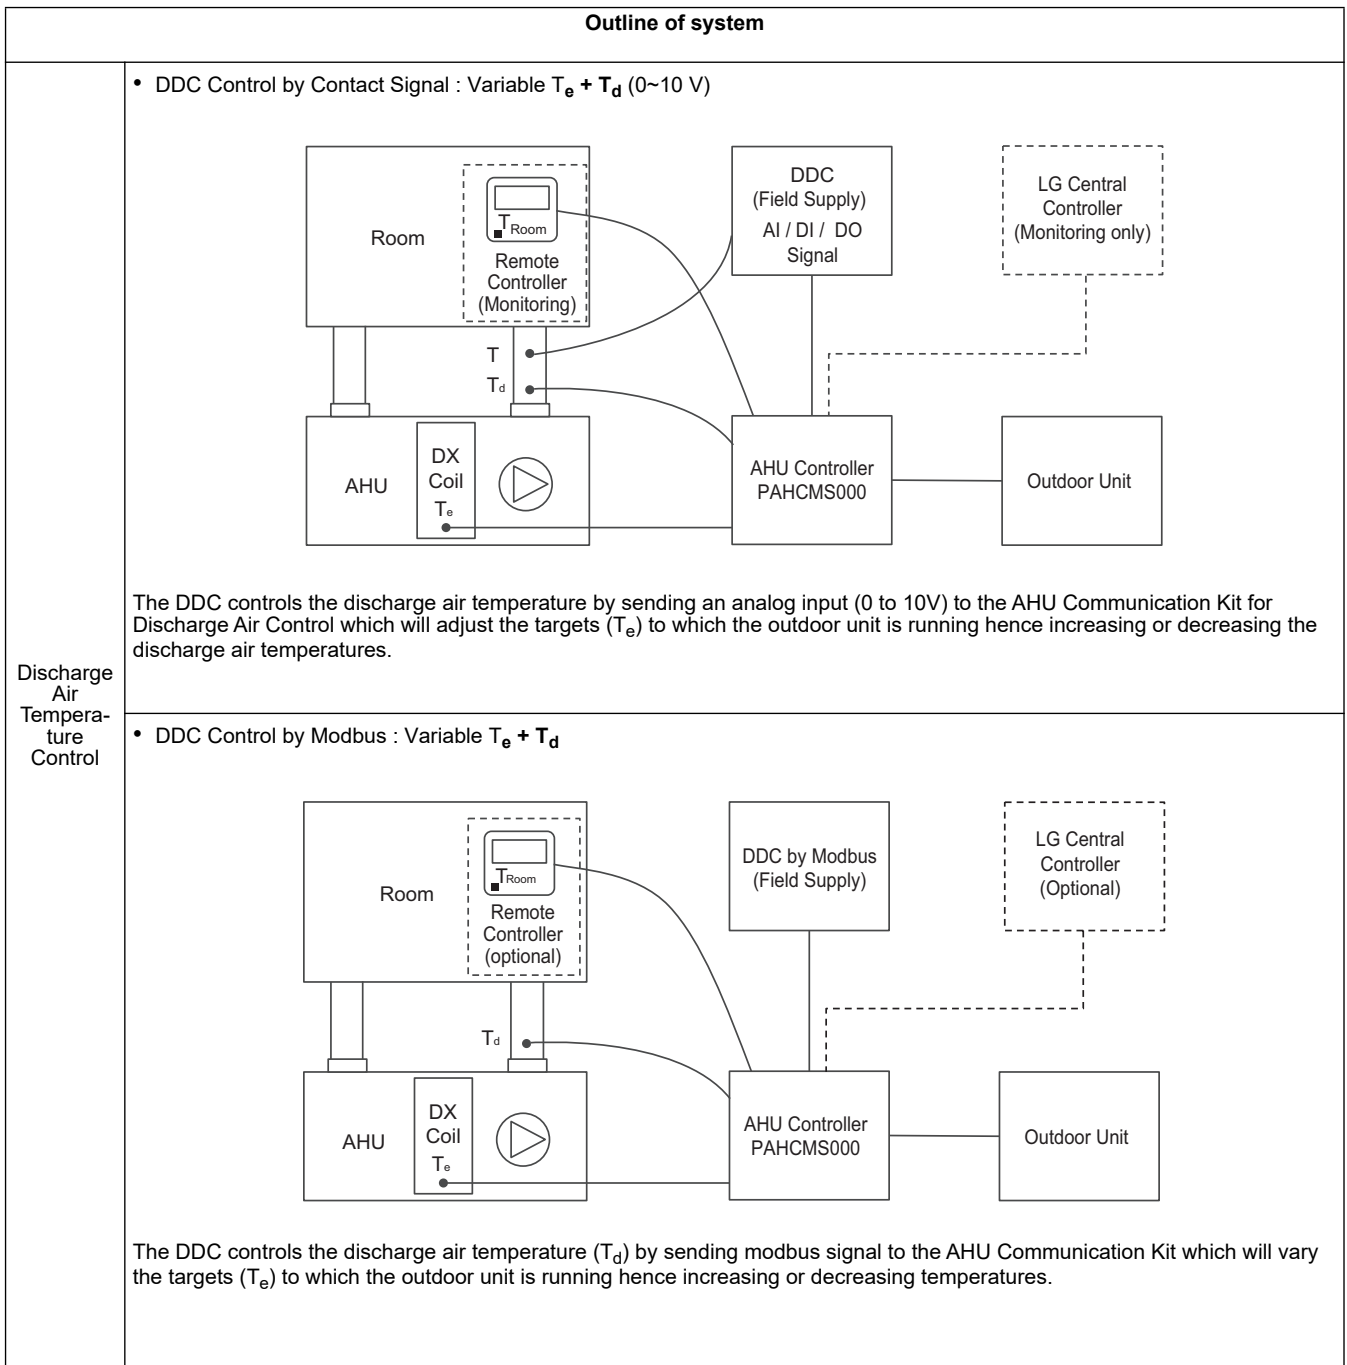 Outline of system
Discharge
Air
Tempera-
ture
Control
• DDC Control by Contact Signal : Variable Te + Td (0~10 V)
Room
TRoom
Remote
Controller
(Monitoring)
DDC
(Field Supply)
AI / DI / DO
Signal
LG Central
Controller
(Monitoring only)
T
Td
AHU
DX
Coil
Te
AHU Controller
PAHCMS000
Outdoor Unit
The DDC controls the discharge air temperature by sending an analog input (0 to 10V) to the AHU Communication Kit for
Discharge Air Control which will adjust the targets (Te) to which the outdoor unit is running hence increasing or decreasing the
discharge air temperatures.
• DDC Control by Modbus : Variable Te + Td
Room
TRoom
Remote
Controller
(optional)
DDC by Modbus
(Field Supply)
LG Central
Controller
(Optional)
Td
AHU
DX
Coil
Te
AHU Controller
PAHCMS000
Outdoor Unit
The DDC controls the discharge air temperature (Td) by sending modbus signal to the AHU Communication Kit which will vary
the targets (Te) to which the outdoor unit is running hence increasing or decreasing temperatures.